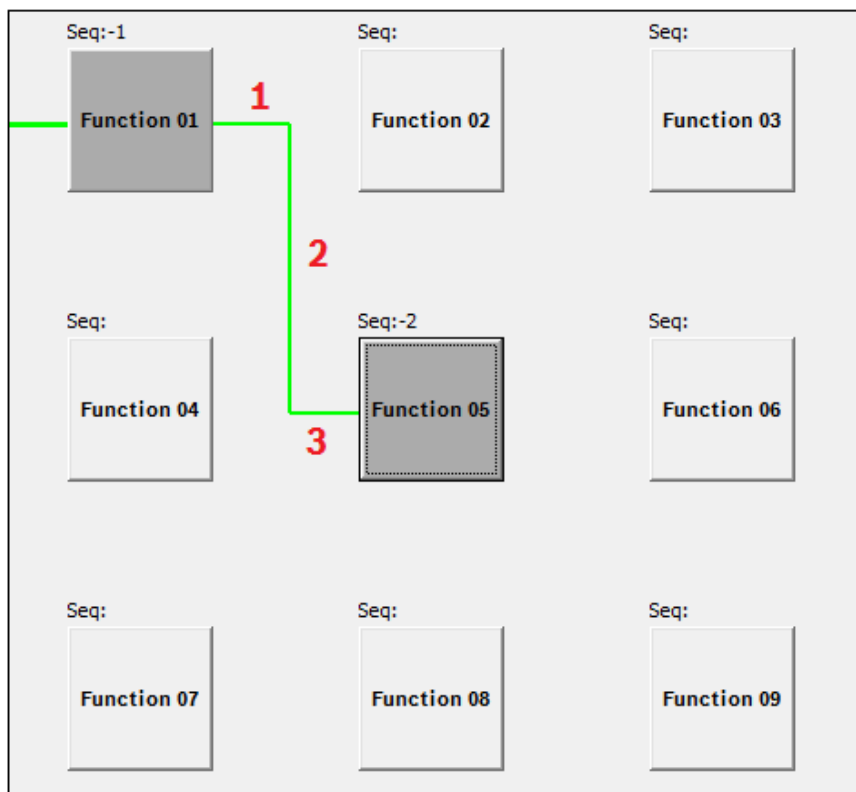 Seq:-1 Seq: Seq:
Function 01 1 Function 02 Function 03
2
Seq: Seq:-2 Seq:
Function 04 Function 05 Function 06
3
Seq: Seq: Seq:
Function 07 Function 08 Function 09